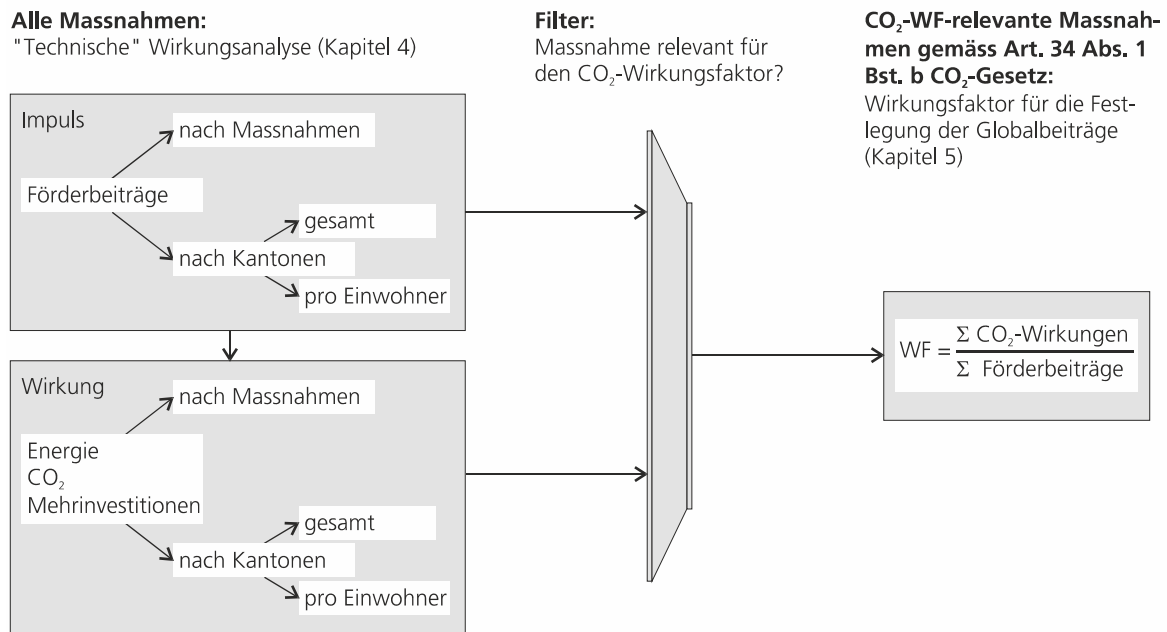 Alle Massnahmen:
"Technische" Wirkungsanalyse (Kapitel 4)
Filter:
Massnahme relevant für
den CO₂-Wirkungsfaktor?
CO₂-WF-relevante Massnah-
men gemäss Art. 34 Abs. 1
Bst. b CO₂-Gesetz:
Wirkungsfaktor für die Fest-
legung der Globalbeiträge
(Kapitel 5)
Impuls
nach Massnahmen
Förderbeiträge
gesamt
nach Kantonen
pro Einwohner
Wirkung
nach Massnahmen
Energie
CO₂
Mehrinvestitionen
gesamt
nach Kantonen
pro Einwohner
WF = Σ CO₂-Wirkungen
Σ Förderbeiträge